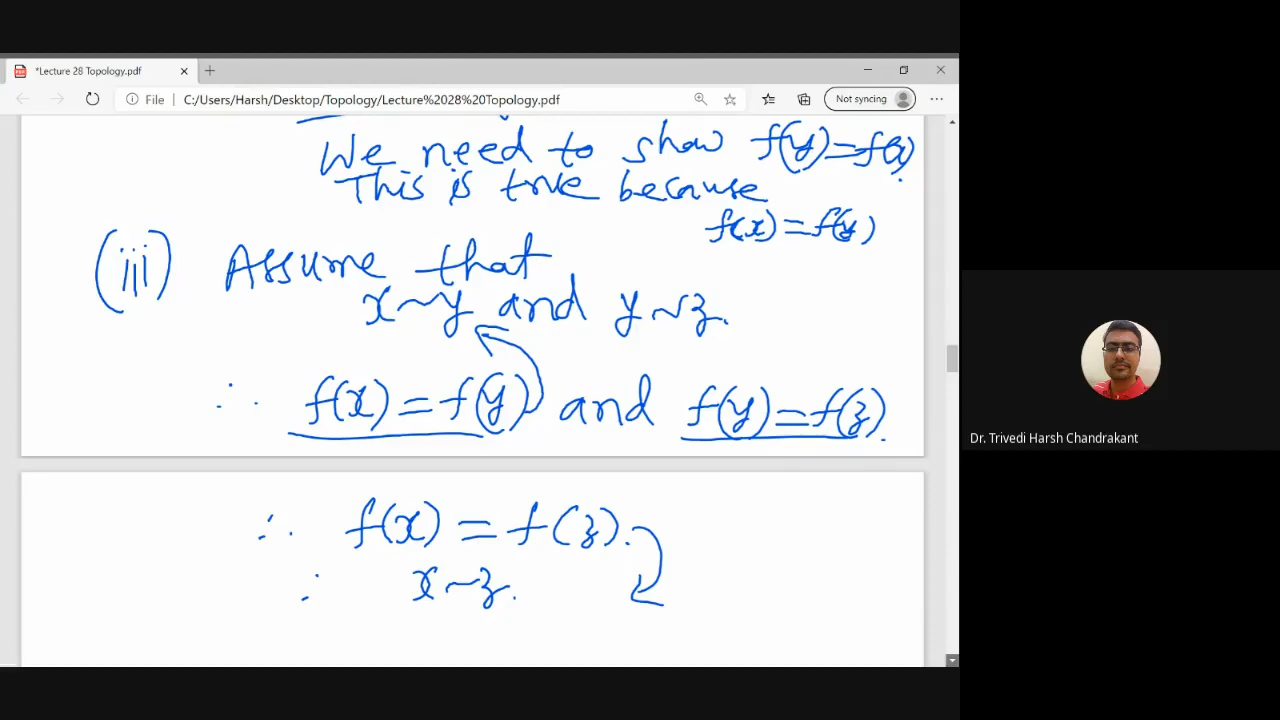 *Lecture 28 Topology.pdf
File | C:/Users/Harsh/Desktop/Topology/Lecture%2028%20Topology.pdf
Not syncing
We need to show f(y)=f(x).
This is true because
f(x)=f(y)
(iii) Assume that
x~y and y~z.
∴ f(x)=f(y) and f(y)=f(z).
∴ f(x) = f(z).
∴ x~z.
Dr. Trivedi Harsh Chandrakant